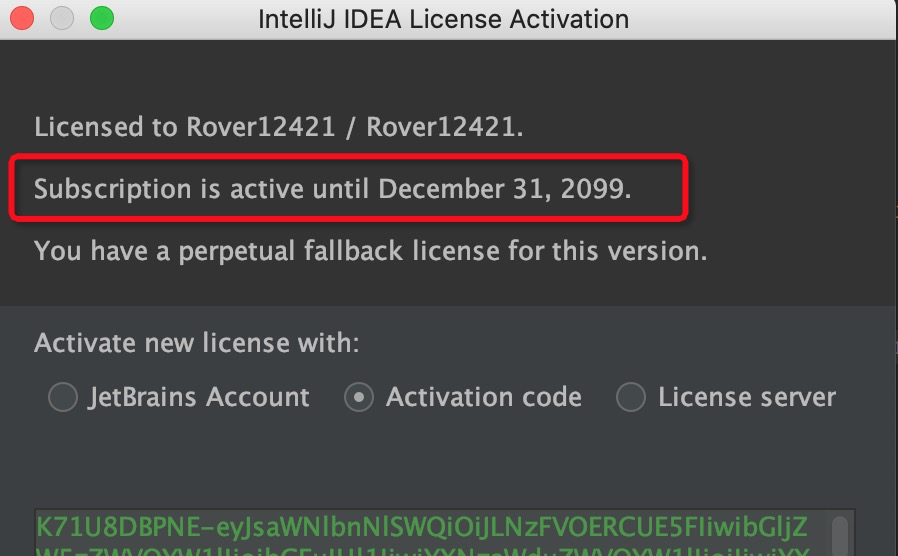 IntelliJ IDEA License Activation
Licensed to Rover12421 / Rover12421.
Subscription is active until December 31, 2099.
You have a perpetual fallback license for this version.
Activate new license with:
JetBrains Account Activation code License server
K71U8DBPNE-eyJsaWNlbnNlSWQiOiJLNzFVOERCUE5FIiwibGljZ